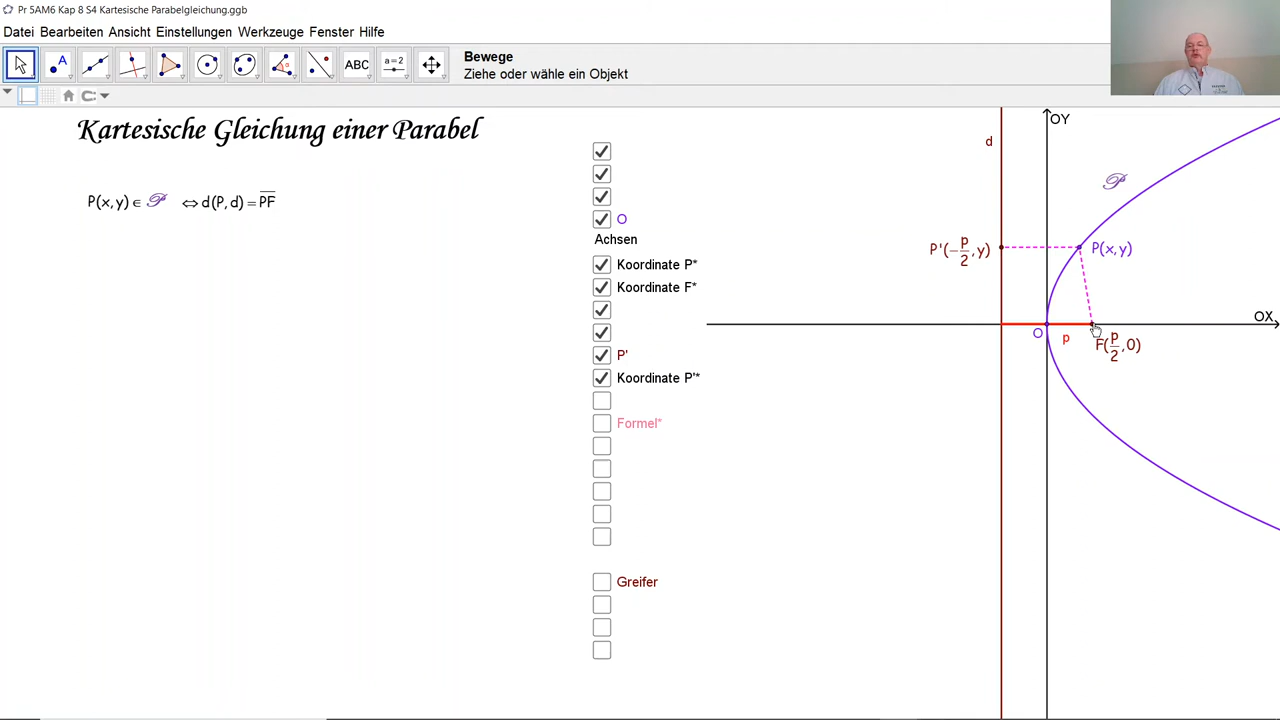 Pr 5AM6 Kap 8 S4 Kartesische Parabelgleichung.ggb
Datei Bearbeiten Ansicht Einstellungen Werkzeuge Fenster Hilfe
A
ABC
a=2
Bewege
Ziehe oder wähle ein Objekt
Kartesische Gleichung einer Parabel
P(x,y) ∈ 𝒫 ⇔ d(P,d) = P̅F̅
O
Achsen
Koordinate P*
Koordinate F*
P'
Koordinate P'*
Formel*
Greifer
OY
d
𝒫
P'(-p/2,y)
P(x,y)
OX
O
p
F(p/2,0)